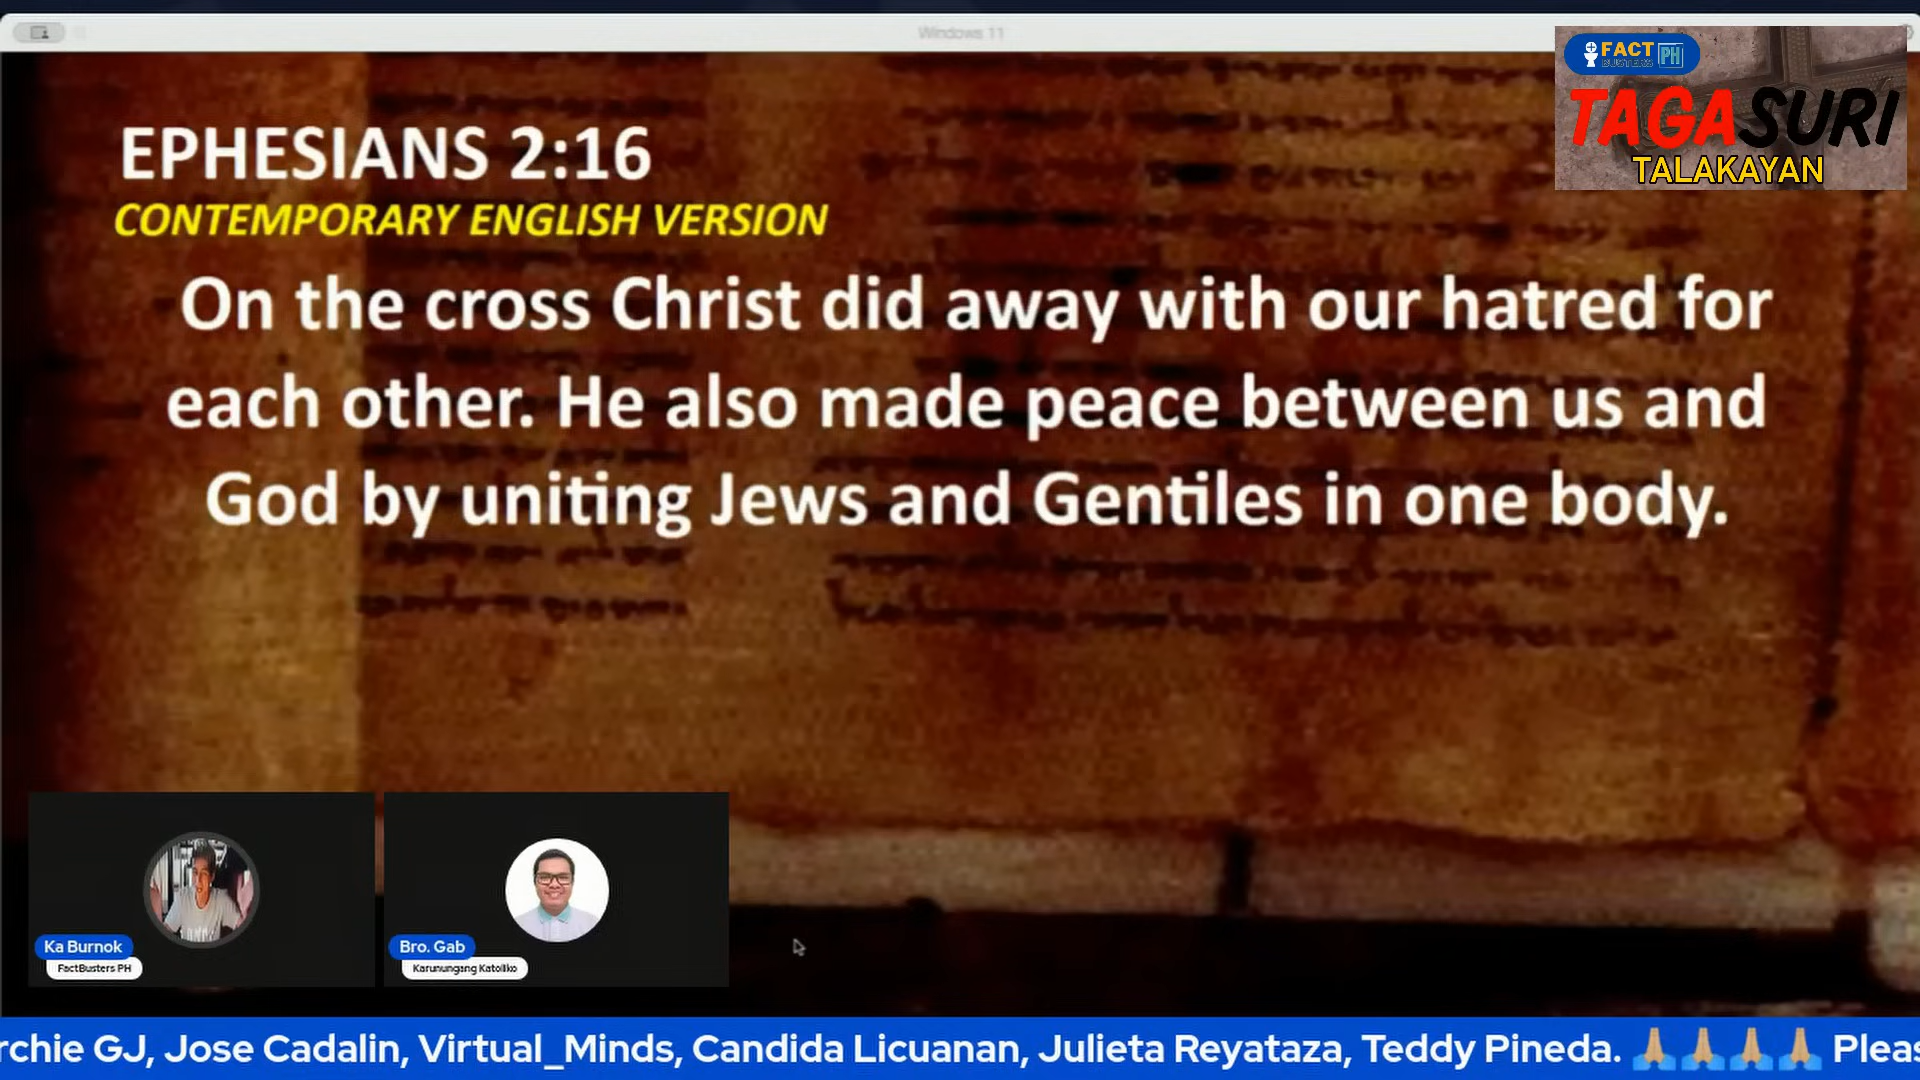 Windows 11
FACT
BUSTERS PH
TAGASURI
TALAKAYAN
EPHESIANS 2:16
CONTEMPORARY ENGLISH VERSION
On the cross Christ did away with our hatred for
each other. He also made peace between us and
God by uniting Jews and Gentiles in one body.
Ka Burnok
FactBusters PH
Bro. Gab
Karunungang Katoliko
rchie GJ, Jose Cadalin, Virtual_Minds, Candida Licuanan, Julieta Reyataza, Teddy Pineda. 🙏🏽🙏🏽🙏🏽🙏🏽 Pleas